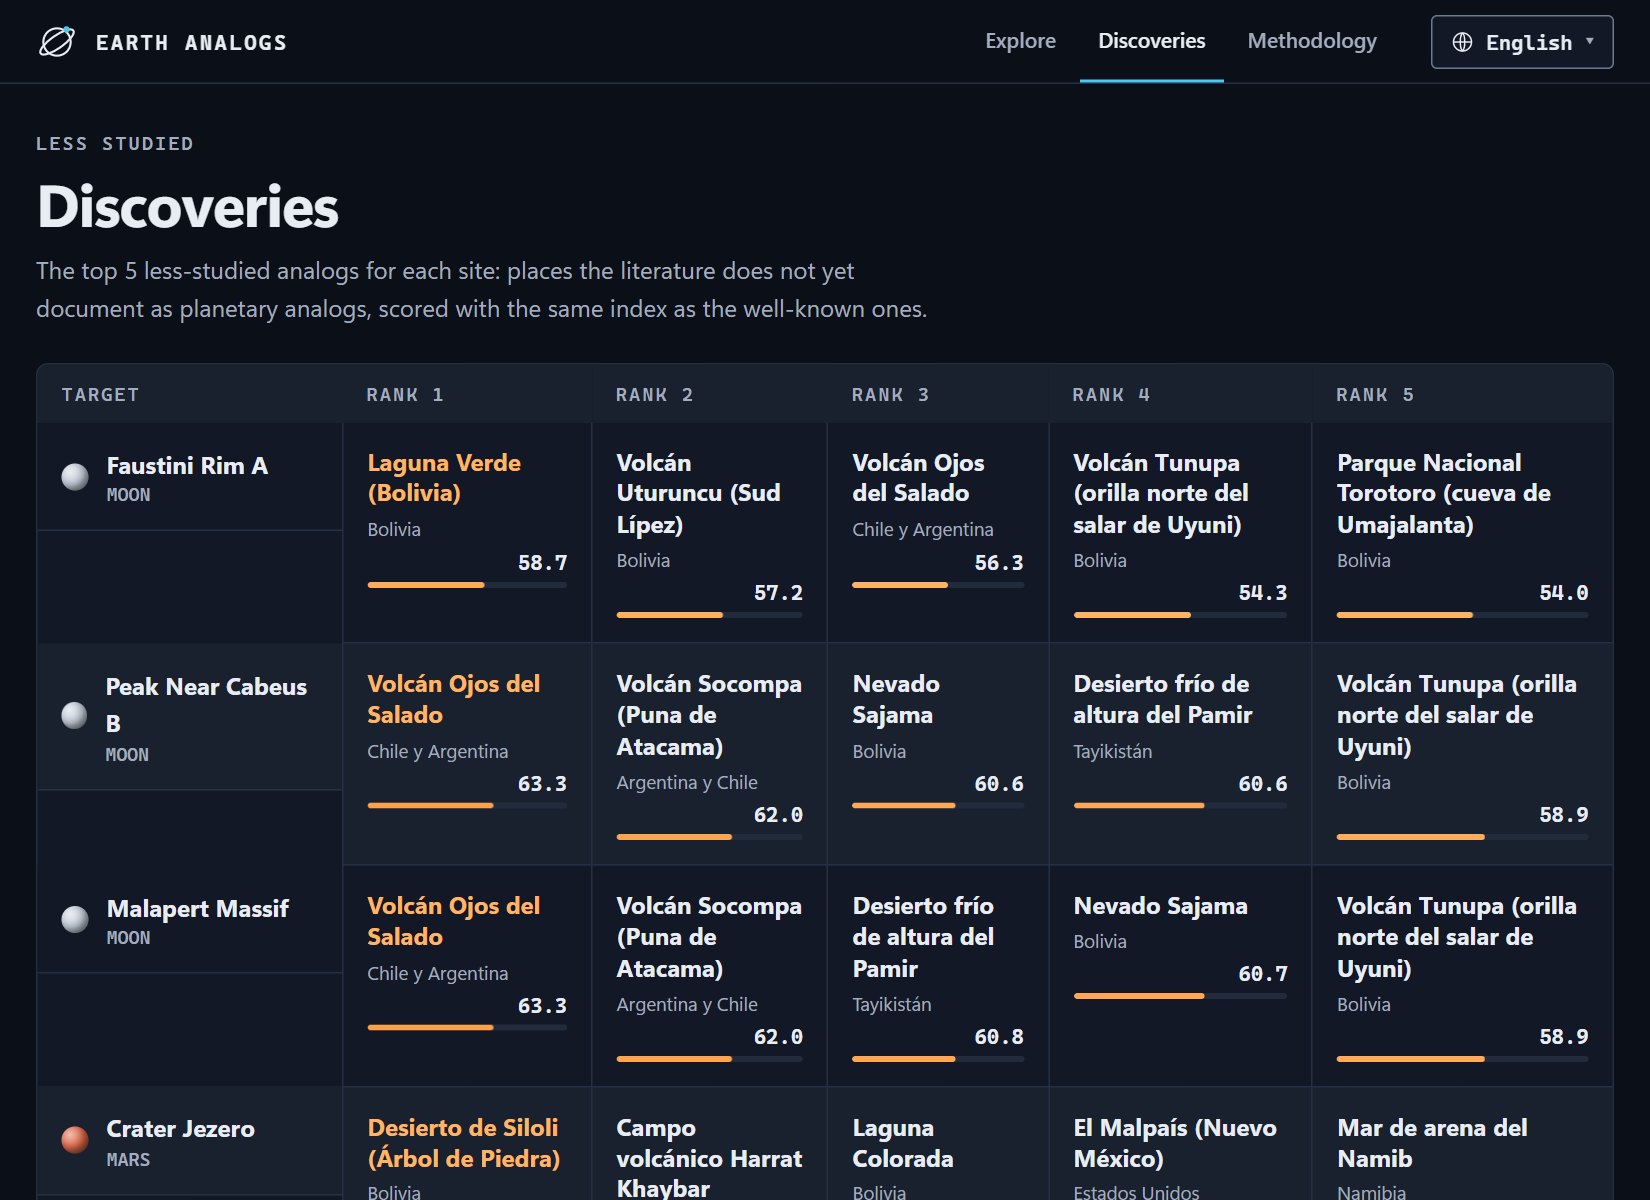 EARTH ANALOGS
Explore
Discoveries
Methodology
English
LESS STUDIED
Discoveries
The top 5 less-studied analogs for each site: places the literature does not yet
document as planetary analogs, scored with the same index as the well-known ones.
TARGET
RANK 1
RANK 2
RANK 3
RANK 4
RANK 5
Faustini Rim A
MOON
Laguna Verde
(Bolivia)
Bolivia
58.7
Volcán
Uturuncu (Sud
Lípez)
Bolivia
57.2
Volcán Ojos
del Salado
Chile y Argentina
56.3
Volcán Tunupa
(orilla norte del
salar de Uyuni)
Bolivia
54.3
Parque Nacional
Torotoro (cueva de
Umajalanta)
Bolivia
54.0
Peak Near Cabeus
B
MOON
Volcán Ojos del
Salado
Chile y Argentina
63.3
Volcán Socompa
(Puna de
Atacama)
Argentina y Chile
62.0
Nevado
Sajama
Bolivia
60.6
Desierto frío de
altura del Pamir
Tayikistán
60.6
Volcán Tunupa (orilla
norte del salar de
Uyuni)
Bolivia
58.9
Malapert Massif
MOON
Volcán Ojos del
Salado
Chile y Argentina
63.3
Volcán Socompa
(Puna de
Atacama)
Argentina y Chile
62.0
Desierto frío
de altura del
Pamir
Tayikistán
60.8
Nevado Sajama
Bolivia
60.7
Volcán Tunupa (orilla
norte del salar de
Uyuni)
Bolivia
58.9
Crater Jezero
MARS
Desierto de Siloli
(Árbol de Piedra)
Bolivia
Campo
volcánico Harrat
Khaybar
Laguna
Colorada
Bolivia
El Malpaís (Nuevo
México)
Estados Unidos
Mar de arena del
Namib
Namibia